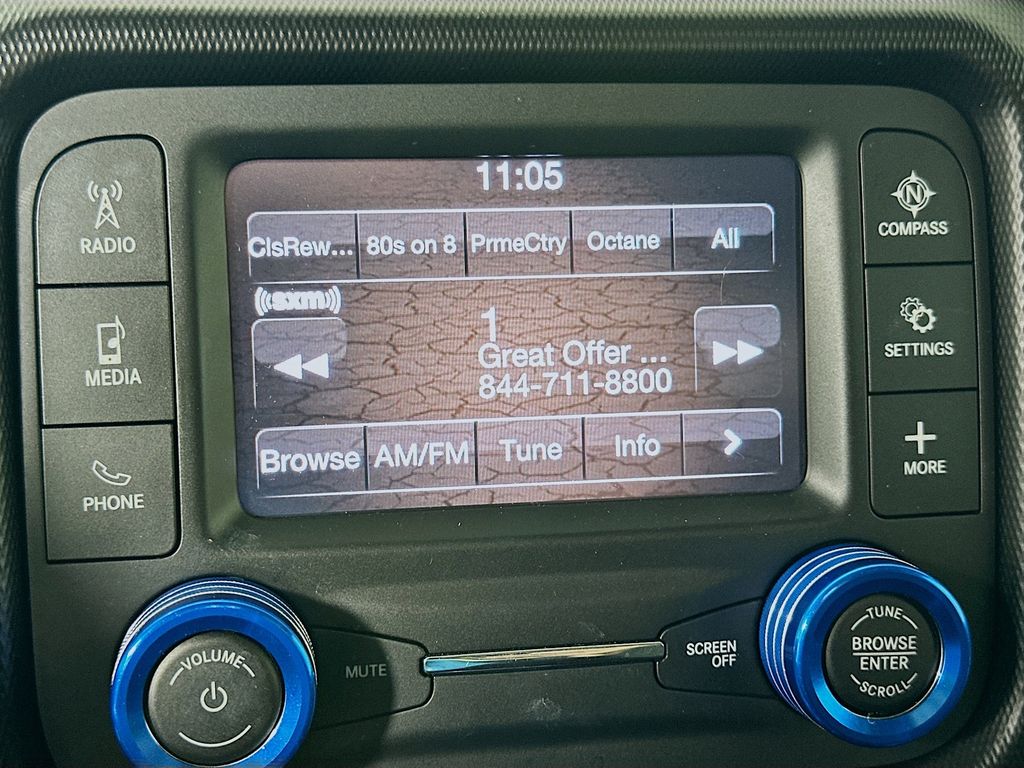 11:05
ClsRew... 80s on 8 PrmeCtry Octane All
((sxm))
1
Great Offer ...
844-711-8800
Browse AM/FM Tune Info >
RADIO
MEDIA
PHONE
N
COMPASS
SETTINGS
+
MORE
VOLUME
MUTE
SCREEN
OFF
TUNE
BROWSE
ENTER
SCROLL